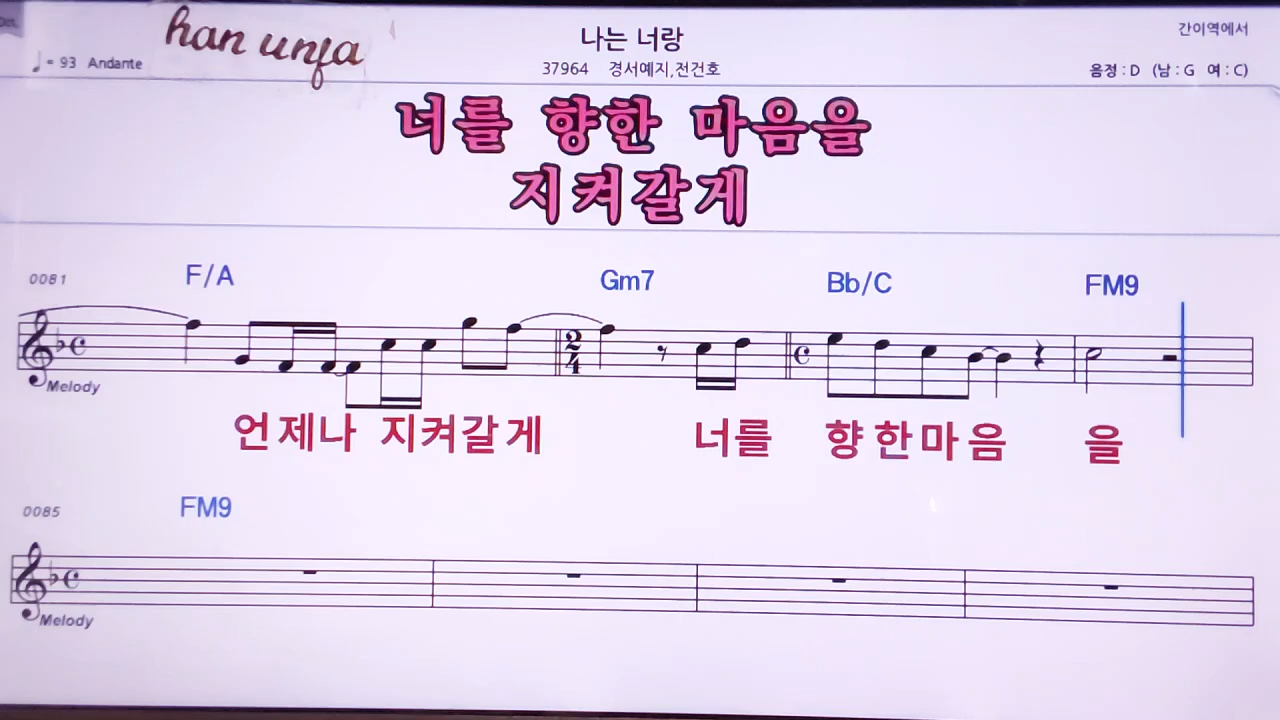 han unfa
나는 너랑
간이역에서
♩= 93 Andante
37964 경서예지,전건호
음정 : D (남 : G 여 : C)
너를 향한 마음을
지켜갈게
0081 F/A Gm7 Bb/C FM9
2
4
Melody
언제나 지켜갈게 너를 향한마음 을
0085 FM9
Melody